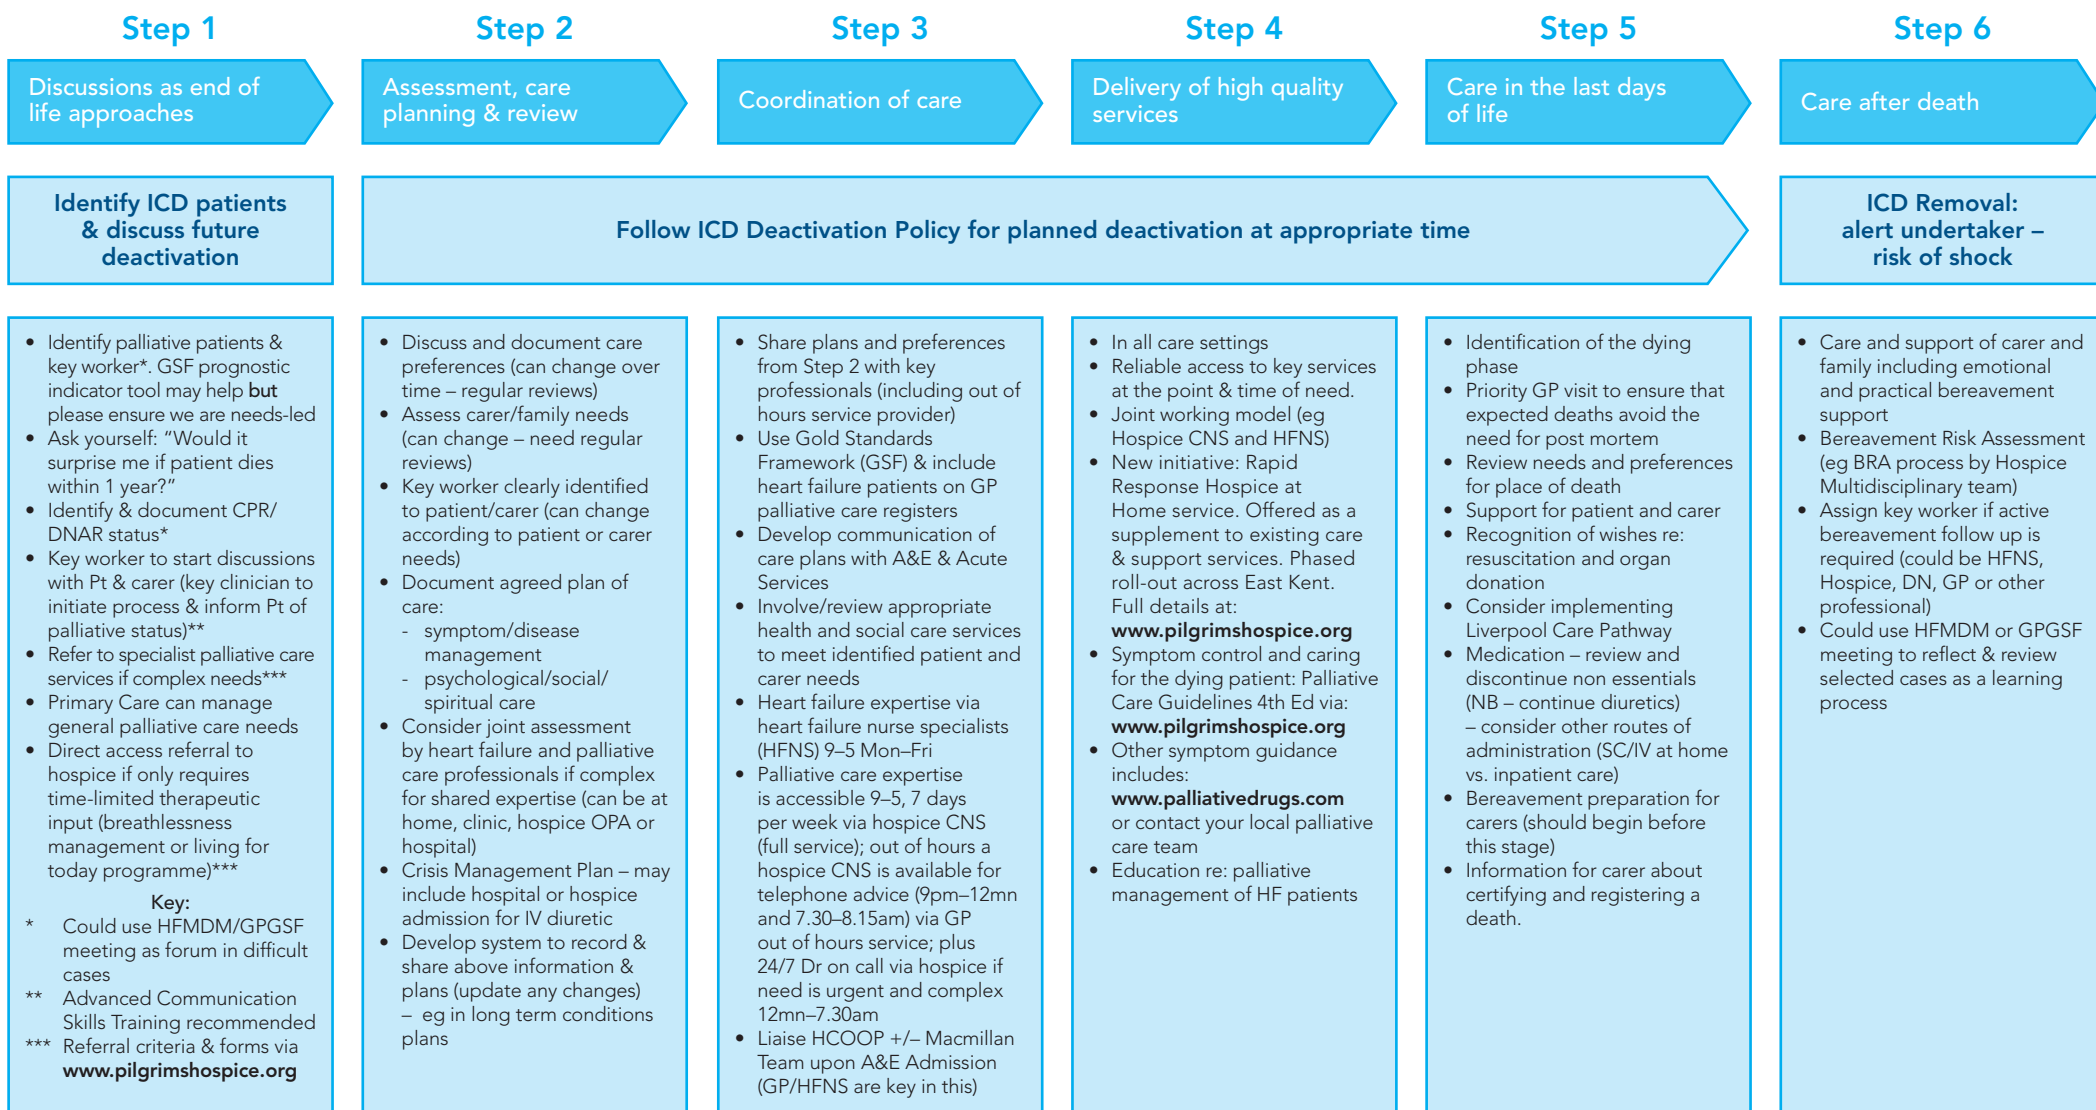 Step 1
Discussions as end of
life approaches
Identify ICD patients
& discuss future
deactivation
• Identify palliative patients &
key worker*. GSF prognostic
indicator tool may help but
please ensure we are needs-led
• Ask yourself: “Would it
surprise me if patient dies
within 1 year?”
• Identify & document CPR/
DNAR status*
• Key worker to start discussions
with Pt & carer (key clinician to
initiate process & inform Pt of
palliative status)**
• Refer to specialist palliative care
services if complex needs***
• Primary Care can manage
general palliative care needs
• Direct access referral to
hospice if only requires
time-limited therapeutic
input (breathlessness
management or living for
today programme)***
Key:
* Could use HFMDM/GPGSF
meeting as forum in difficult
cases
** Advanced Communication
Skills Training recommended
*** Referral criteria & forms via
www.pilgrimshospice.org
Step 2
Assessment, care
planning & review
Follow ICD Deactivation Policy for planned deactivation at appropriate time
• Discuss and document care
preferences (can change over
time – regular reviews)
• Assess carer/family needs
(can change – need regular
reviews)
• Key worker clearly identified
to patient/carer (can change
according to patient or carer
needs)
• Document agreed plan of
care:
- symptom/disease
management
- psychological/social/
spiritual care
• Consider joint assessment
by heart failure and palliative
care professionals if complex
for shared expertise (can be at
home, clinic, hospice OPA or
hospital)
• Crisis Management Plan – may
include hospital or hospice
admission for IV diuretic
• Develop system to record &
share above information &
plans (update any changes)
– eg in long term conditions
plans
Step 3
Coordination of care
• Share plans and preferences
from Step 2 with key
professionals (including out of
hours service provider)
• Use Gold Standards
Framework (GSF) & include
heart failure patients on GP
palliative care registers
• Develop communication of
care plans with A&E & Acute
Services
• Involve/review appropriate
health and social care services
to meet identified patient and
carer needs
• Heart failure expertise via
heart failure nurse specialists
(HFNS) 9–5 Mon–Fri
• Palliative care expertise
is accessible 9–5, 7 days
per week via hospice CNS
(full service); out of hours a
hospice CNS is available for
telephone advice (9pm–12mn
and 7.30–8.15am) via GP
out of hours service; plus
24/7 Dr on call via hospice if
need is urgent and complex
12mn–7.30am
• Liaise HCOOP +/– Macmillan
Team upon A&E Admission
(GP/HFNS are key in this)
Step 4
Delivery of high quality
services
• In all care settings
• Reliable access to key services
at the point & time of need.
• Joint working model (eg
Hospice CNS and HFNS)
• New initiative: Rapid
Response Hospice at
Home service. Offered as a
supplement to existing care
& support services. Phased
roll-out across East Kent.
Full details at:
www.pilgrimshospice.org
• Symptom control and caring
for the dying patient: Palliative
Care Guidelines 4th Ed via:
www.pilgrimshospice.org
• Other symptom guidance
includes:
www.palliativedrugs.com
or contact your local palliative
care team
• Education re: palliative
management of HF patients
Step 5
Care in the last days
of life
• Identification of the dying
phase
• Priority GP visit to ensure that
expected deaths avoid the
need for post mortem
• Review needs and preferences
for place of death
• Support for patient and carer
• Recognition of wishes re:
resuscitation and organ
donation
• Consider implementing
Liverpool Care Pathway
• Medication – review and
discontinue non essentials
(NB – continue diuretics)
– consider other routes of
administration (SC/IV at home
vs. inpatient care)
• Bereavement preparation for
carers (should begin before
this stage)
• Information for carer about
certifying and registering a
death.
Step 6
Care after death
ICD Removal:
alert undertaker –
risk of shock
• Care and support of carer and
family including emotional
and practical bereavement
support
• Bereavement Risk Assessment
(eg BRA process by Hospice
Multidisciplinary team)
• Assign key worker if active
bereavement follow up is
required (could be HFNS,
Hospice, DN, GP or other
professional)
• Could use HFMDM or GPGSF
meeting to reflect & review
selected cases as a learning
process